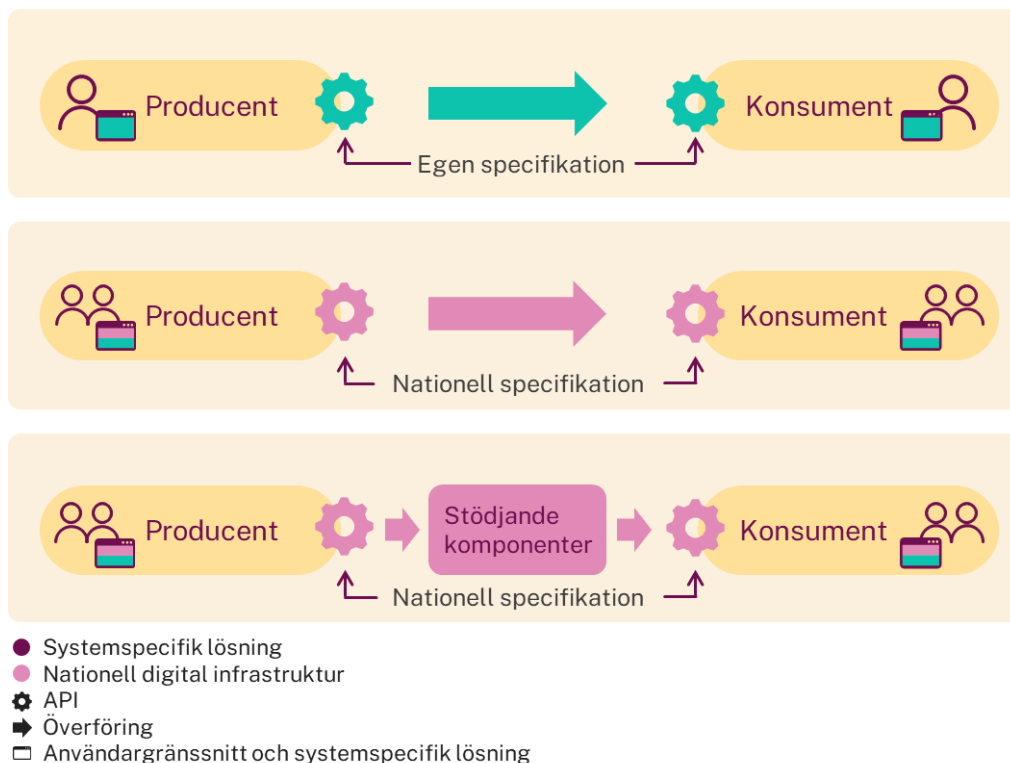 Producent
Konsument
Egen specifikation
Producent
Konsument
Nationell specifikation
Producent
Stödjande
komponenter
Konsument
Nationell specifikation
Systemspecifik lösning
Nationell digital infrastruktur
API
Överföring
Användargränssnitt och systemspecifik lösning